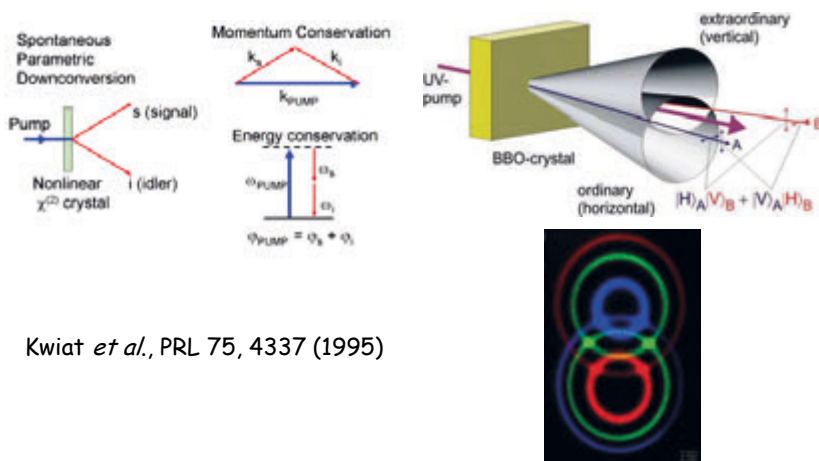 Spontaneous
Parametric
Downconversion
Pump
s (signal)
i (idler)
Nonlinear
χ(2) crystal
Momentum Conservation
ks
ki
kPUMP
Energy conservation
ωPUMP
ωs
ωi
φPUMP = φs + φi
extraordinary
(vertical)
UV-
pump
BBO-crystal
A
B
ordinary
(horizontal)
|H⟩A|V⟩B + |V⟩A|H⟩B
Kwiat et al., PRL 75, 4337 (1995)